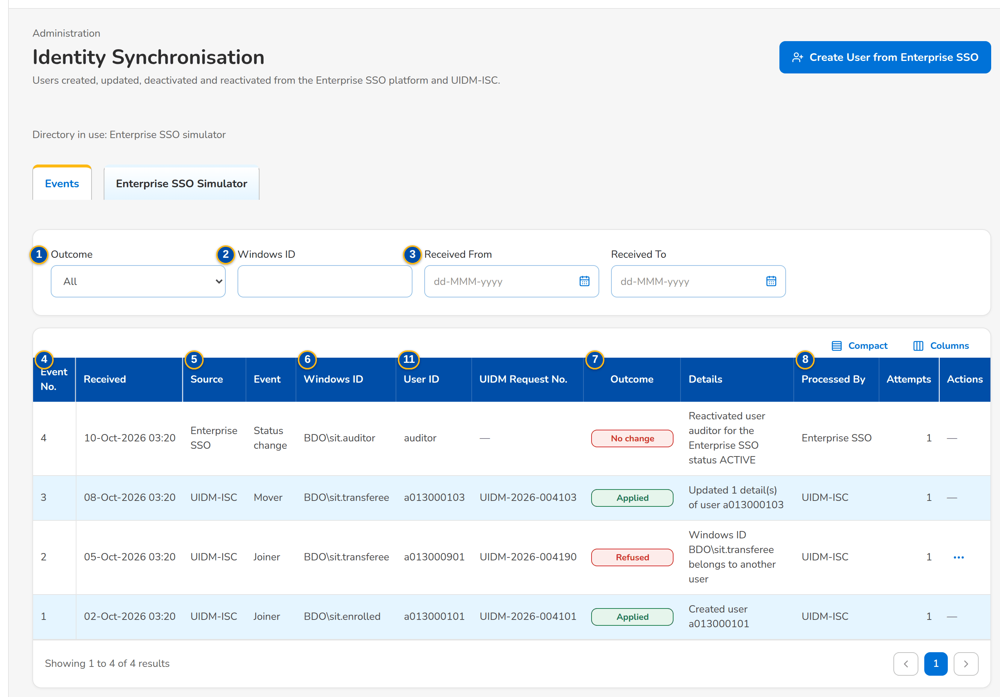 Administration
Identity Synchronisation
Create User from Enterprise SSO
Users created, updated, deactivated and reactivated from the Enterprise SSO platform and UIDM-ISC.
Directory in use: Enterprise SSO simulator
Events
Enterprise SSO Simulator
1 Outcome
2 Windows ID
3 Received From
Received To
All
dd-MMM-yyyy
dd-MMM-yyyy
Compact
Columns
4 5 6 11 7 8
Event No. Received Source Event Windows ID User ID UIDM Request No. Outcome Details Processed By Attempts Actions
4 10-Oct-2026 03:20 Enterprise SSO Status change BDO\sit.auditor auditor — No change Reactivated user auditor for the Enterprise SSO status ACTIVE Enterprise SSO 1 —
3 08-Oct-2026 03:20 UIDM-ISC Mover BDO\sit.transferee a013000103 UIDM-2026-004103 Applied Updated 1 detail(s) of user a013000103 UIDM-ISC 1 —
2 05-Oct-2026 03:20 UIDM-ISC Joiner BDO\sit.transferee a013000901 UIDM-2026-004190 Refused Windows ID BDO\sit.transferee belongs to another user UIDM-ISC 1 •••
1 02-Oct-2026 03:20 UIDM-ISC Joiner BDO\sit.enrolled a013000101 UIDM-2026-004101 Applied Created user a013000101 UIDM-ISC 1 —
Showing 1 to 4 of 4 results
1